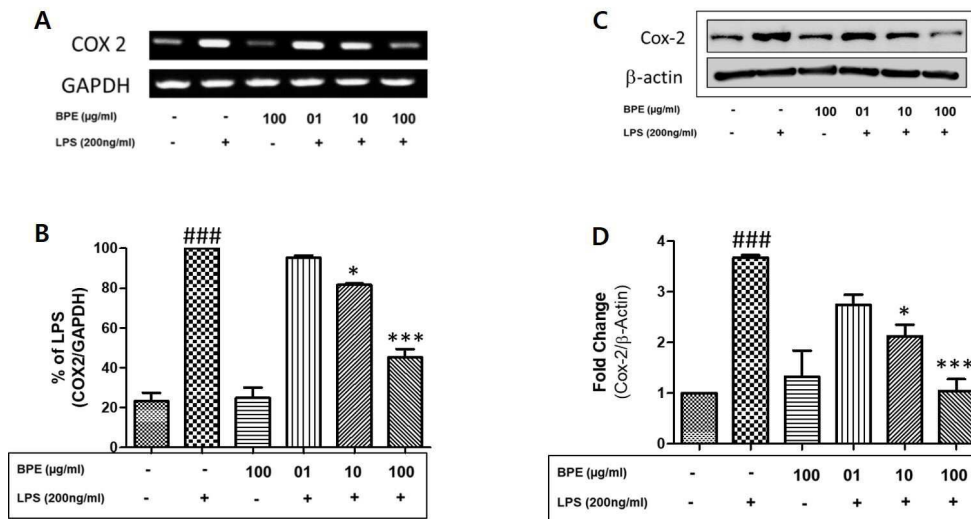 A
COX 2
GAPDH
BPE (µg/ml) - - 100 01 10 100
LPS (200ng/ml) - + - + + +
C
Cox-2
β-actin
BPE (µg/ml) - - 100 01 10 100
LPS (200ng/ml) - + - + + +
B
% of LPS
(COX2/GAPDH)
100
80
60
40
20
0
###
*
***
BPE (µg/ml) - - 100 01 10 100
LPS (200ng/ml) - + - + + +
D
Fold Change
(Cox-2/β-Actin)
4
3
2
1
0
###
*
***
BPE (µg/ml) - - 100 01 10 100
LPS (200ng/ml) - + - + + +